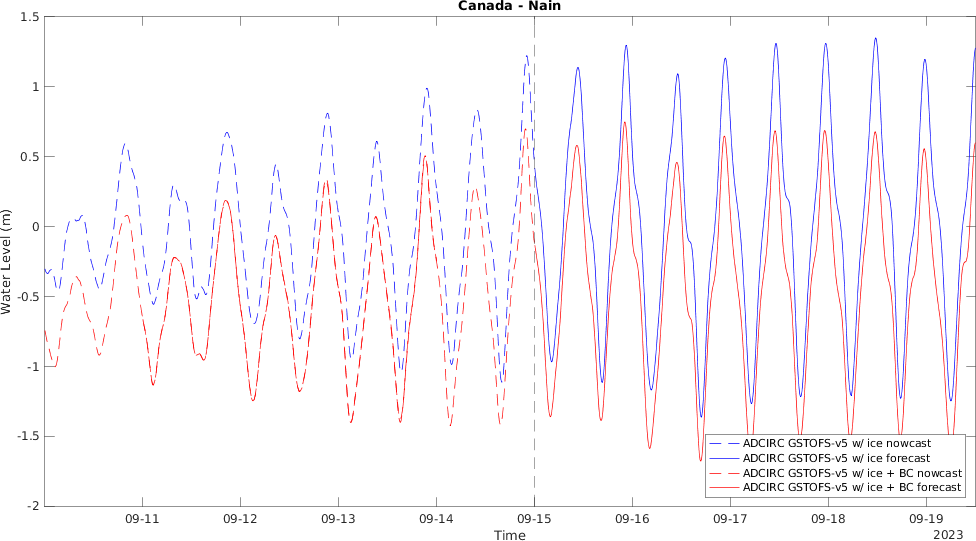 Canada - Nain
1.5
1
0.5
0
-0.5
-1
-1.5
-2
Water Level (m)
09-11
09-12
09-13
09-14
09-15
09-16
09-17
09-18
09-19
Time
2023
ADCIRC GSTOFS-v5 w/ ice nowcast
ADCIRC GSTOFS-v5 w/ ice forecast
ADCIRC GSTOFS-v5 w/ ice + BC nowcast
ADCIRC GSTOFS-v5 w/ ice + BC forecast